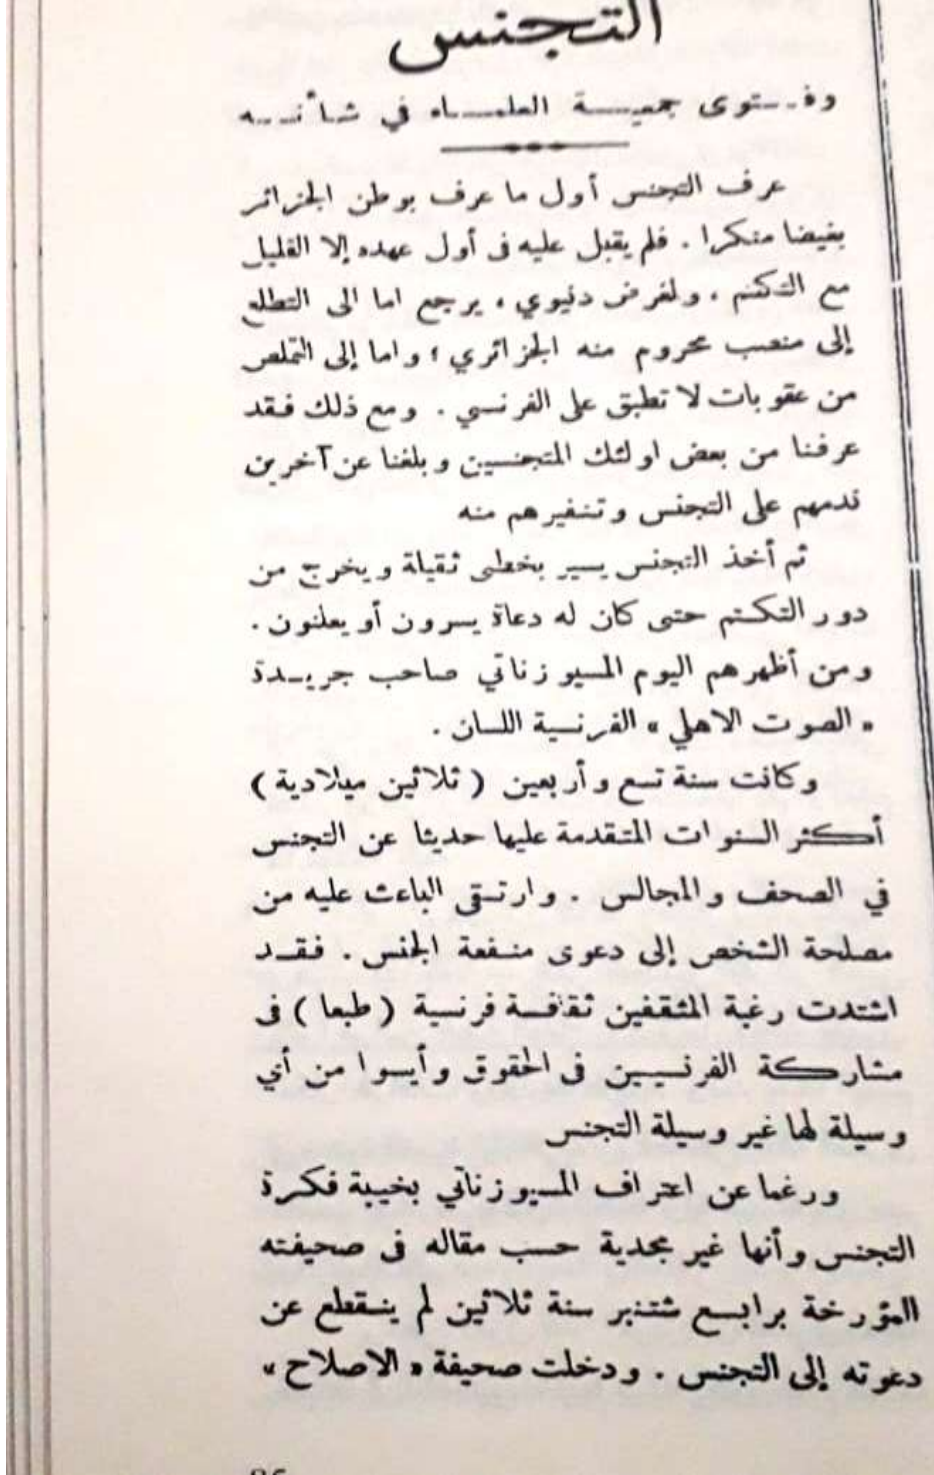 التجنس
وفتوى جمعية العلماء في شأنه
عرف التجنس أول ما عرف بوطن الجزائر
بغيضا منكرا . فلم يقبل عليه فى أول عهده إلا القليل
مع التكتم ، ولغرض دنيوي ، يرجع اما الى التطلع
إلى منصب محروم منه الجزائري ؛ واما إلى التملص
من عقوبات لا تطبق على الفرنسي . ومع ذلك فقد
عرفنا من بعض اولئك المتجنسين وبلغنا عن آخرين
ندمهم على التجنس وتنفيرهم منه
ثم أخذ التجنس يسير بخطى ثقيلة ويخرج من
دور التكتم حتى كان له دعاة يسرون أو يعلنون .
ومن أظهرهم اليوم المسيو زناتي صاحب جريدة
« الصوت الاهلي » الفرنسية اللسان .
وكانت سنة تسع وأربعين ( ثلاثين ميلادية )
أكثر السنوات المتقدمة عليها حديثا عن التجنس
في الصحف والمجالس . وارتقى الباعث عليه من
مصلحة الشخص إلى دعوى منفعة الجنس . فقد
اشتدت رغبة المثقفين ثقافة فرنسية ( طبعا ) فى
مشاركة الفرنسيين فى الحقوق وأيسوا من أي
وسيلة لها غير وسيلة التجنس
ورغما عن اعتراف المسيو زناتي بخيبة فكرة
التجنس وأنها غير مجدية حسب مقاله فى صحيفته
المؤرخة برابع شتنبر سنة ثلاثين لم ينقطع عن
دعوته إلى التجنس . ودخلت صحيفة « الاصلاح »